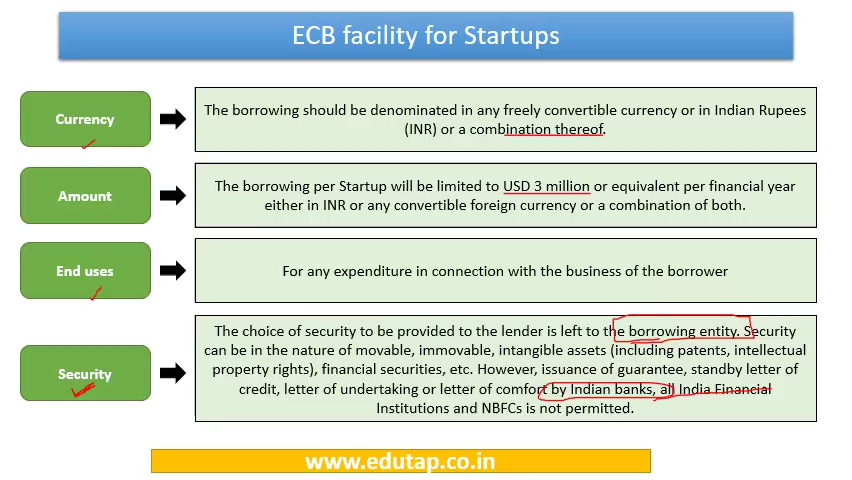 ECB facility for Startups
Currency
The borrowing should be denominated in any freely convertible currency or in Indian Rupees
(INR) or a combination thereof.
Amount
The borrowing per Startup will be limited to USD 3 million or equivalent per financial year
either in INR or any convertible foreign currency or a combination of both.
End uses
For any expenditure in connection with the business of the borrower
Security
The choice of security to be provided to the lender is left to the borrowing entity. Security
can be in the nature of movable, immovable, intangible assets (including patents, intellectual
property rights), financial securities, etc. However, issuance of guarantee, standby letter of
credit, letter of undertaking or letter of comfort by Indian banks, all India Financial
Institutions and NBFCs is not permitted.
www.edutap.co.in